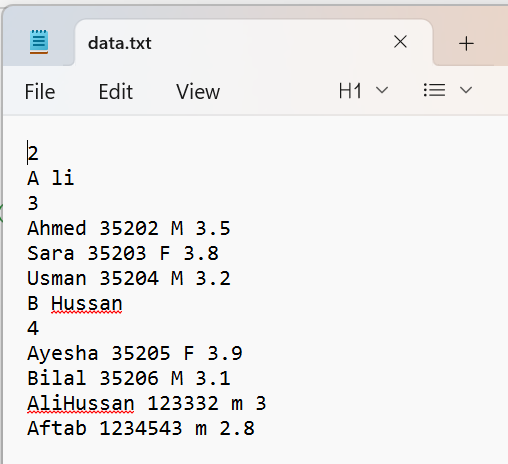 data.txt
File Edit View H1
2
A li
3
Ahmed 35202 M 3.5
Sara 35203 F 3.8
Usman 35204 M 3.2
B Hussan
4
Ayesha 35205 F 3.9
Bilal 35206 M 3.1
AliHussan 123332 m 3
Aftab 1234543 m 2.8